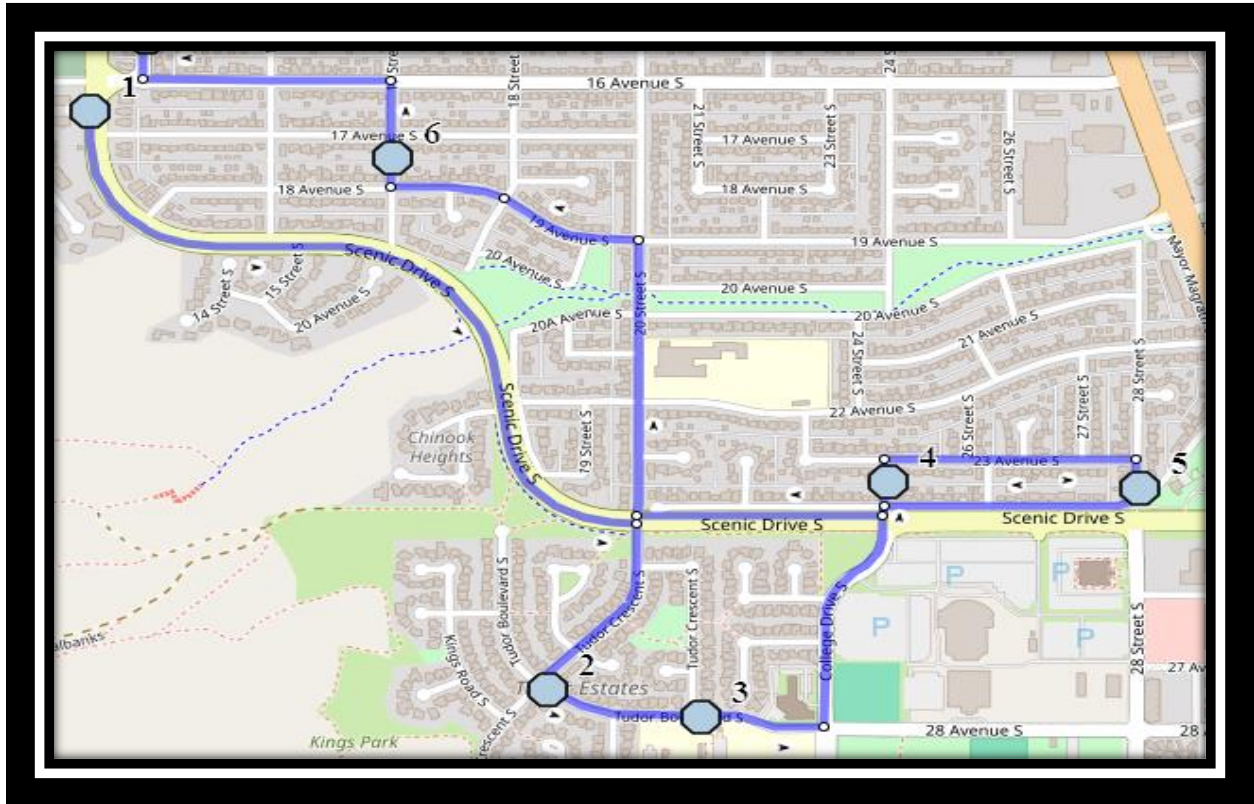 1
16 Avenue S
18 Street
24 S
17 Avenue S
6
21 Street S
17 Avenue S
23 Street S
26 Street S
18 Avenue S
18 Avenue S
19 Avenue S
19 Avenue S
Scenic Drive S
15 Street S
14 Street S
20 Avenue S
20 Avenue S
20 Street S
20 Avenue S
20 Avenue S
20A Avenue S
21 Avenue S
24 Street S
28 Street S
Mayor Magrath
22 Avenue S
Scenic Drive S
19 Street S
26 Street S
27 Street S
Chinook
Heights
4
23 Avenue S
5
Scenic Drive S
Scenic Drive S
Tudor Boulevard S
Tudor Crescent S
Tudor Crescent S
College Drive S
28 Street S
P
P
P
P
albanks
Kings Road S
2
Estates
27 Av
3
Tudor Bo d S
rescent S
28 Avenue S
28
Kings Park